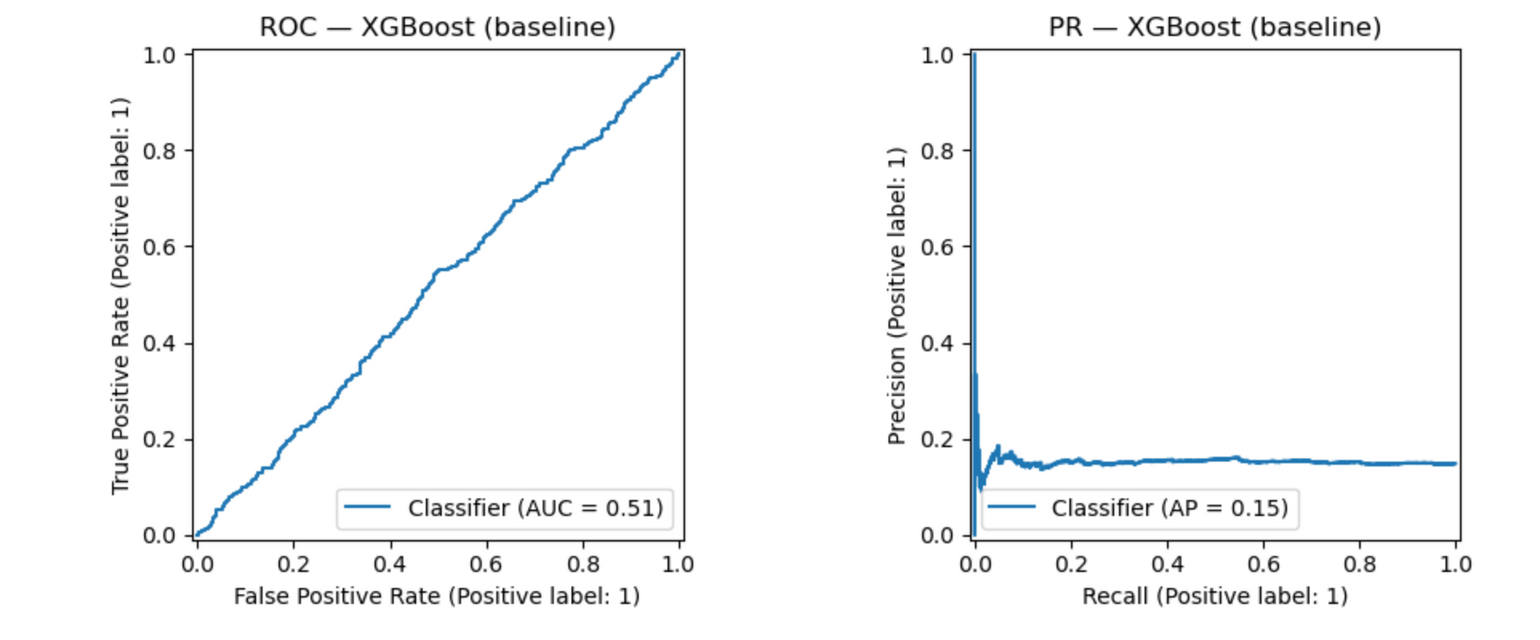 ROC — XGBoost (baseline)
1.0
0.8
0.6
0.4
0.2
0.0
True Positive Rate (Positive label: 1)
Classifier (AUC = 0.51)
0.0 0.2 0.4 0.6 0.8 1.0
False Positive Rate (Positive label: 1)
PR — XGBoost (baseline)
1.0
0.8
0.6
0.4
0.2
0.0
Precision (Positive label: 1)
Classifier (AP = 0.15)
0.0 0.2 0.4 0.6 0.8 1.0
Recall (Positive label: 1)